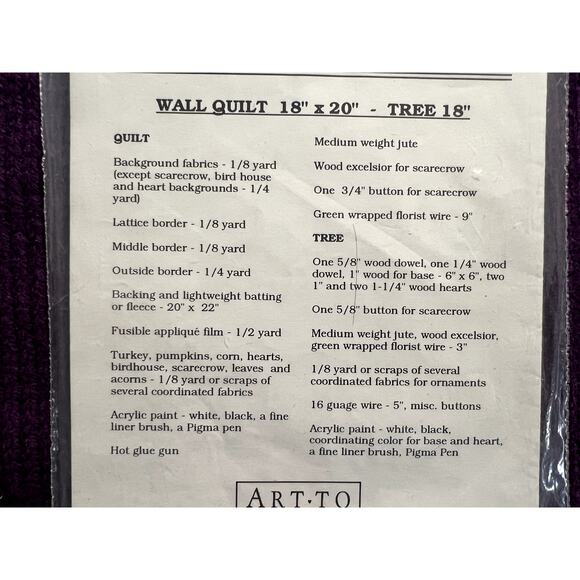 WALL QUILT 18" x 20" - TREE 18"
QUILT
Background fabrics - 1/8 yard
(except scarecrow, bird house
and heart backgrounds - 1/4
yard)
Lattice border - 1/8 yard
Middle border - 1/8 yard
Outside border - 1/4 yard
Backing and lightweight batting
or fleece - 20" x 22"
Fusible appliqué film - 1/2 yard
Turkey, pumpkins, corn, hearts,
birdhouse, scarecrow, leaves and
acorns - 1/8 yard or scraps of
several coordinated fabrics
Acrylic paint - white, black, a fine
liner brush, a Pigma pen
Hot glue gun
Medium weight jute
Wood excelsior for scarecrow
One 3/4" button for scarecrow
Green wrapped florist wire - 9"
TREE
One 5/8" wood dowel, one 1/4" wood
dowel, 1" wood for base - 6" x 6", two
1" and two 1-1/4" wood hearts
One 5/8" button for scarecrow
Medium weight jute, wood excelsior,
green wrapped florist wire - 3"
1/8 yard or scraps of several
coordinated fabrics for ornaments
16 guage wire - 5", misc. buttons
Acrylic paint - white, black,
coordinating color for base and heart,
a fine liner brush, Pigma Pen
ART·TO